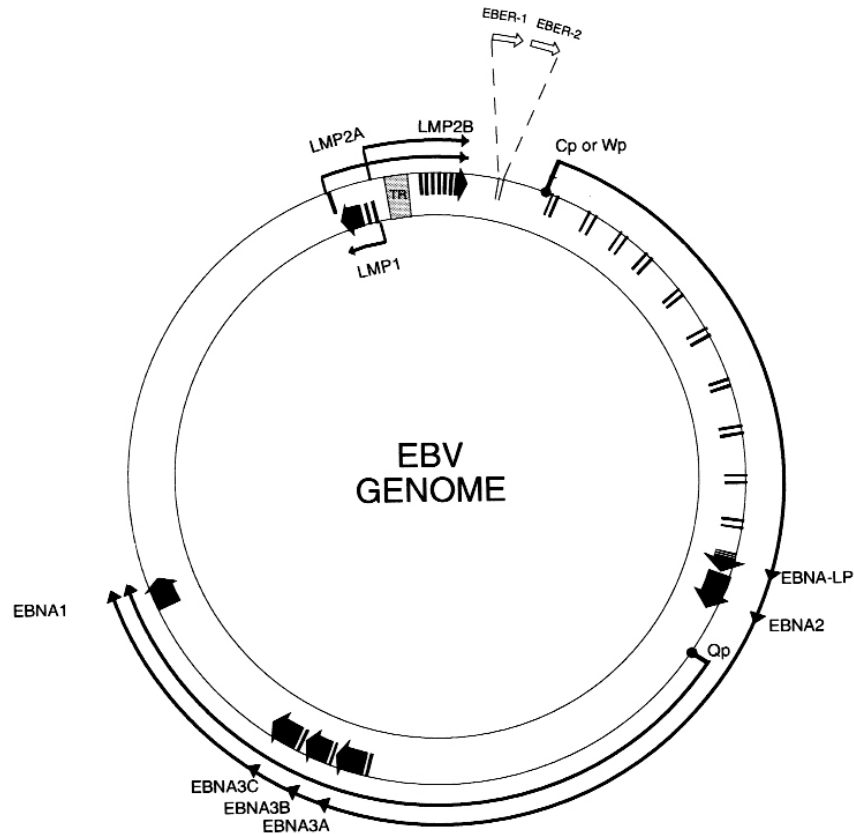 EBER-1
EBER-2
LMP2A
LMP2B
Cp or Wp
TR
LMP1
EBV
GENOME
EBNA-LP
EBNA1
EBNA2
Qp
EBNA3C
EBNA3B
EBNA3A